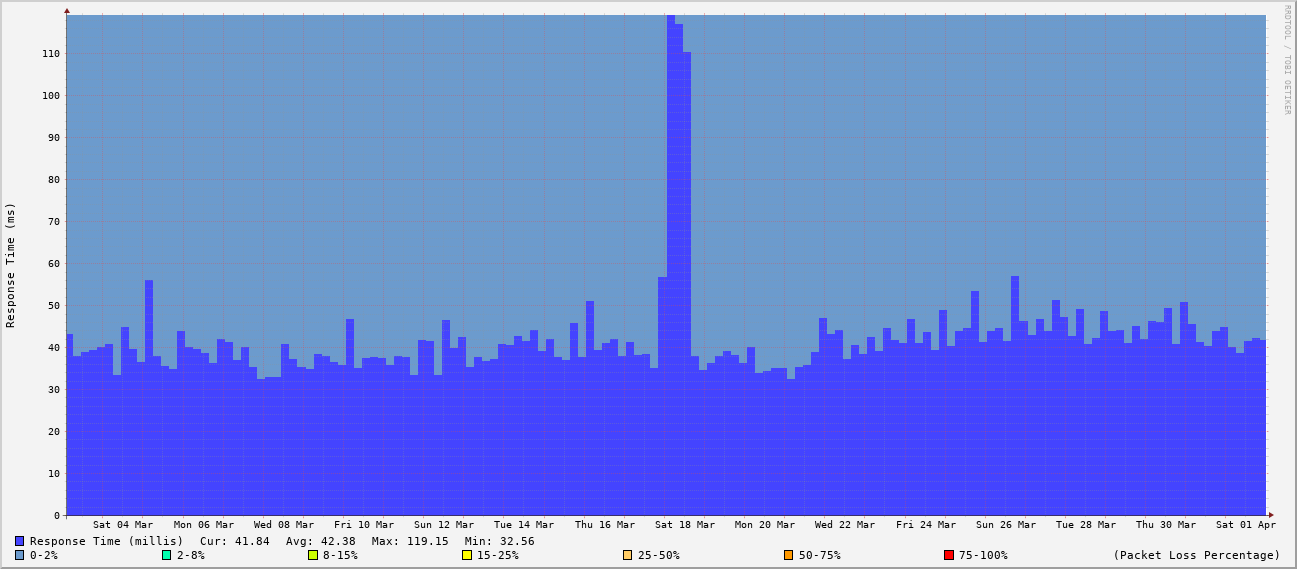 RRDTOOL / TOBI OETIKER
Response Time (ms)
110
100
90
80
70
60
50
40
30
20
10
0
Sat 04 Mar Mon 06 Mar Wed 08 Mar Fri 10 Mar Sun 12 Mar Tue 14 Mar Thu 16 Mar Sat 18 Mar Mon 20 Mar Wed 22 Mar Fri 24 Mar Sun 26 Mar Tue 28 Mar Thu 30 Mar Sat 01 Apr
Response Time (millis) Cur: 41.84 Avg: 42.38 Max: 119.15 Min: 32.56
0-2% 2-8% 8-15% 15-25% 25-50% 50-75% 75-100% (Packet Loss Percentage)